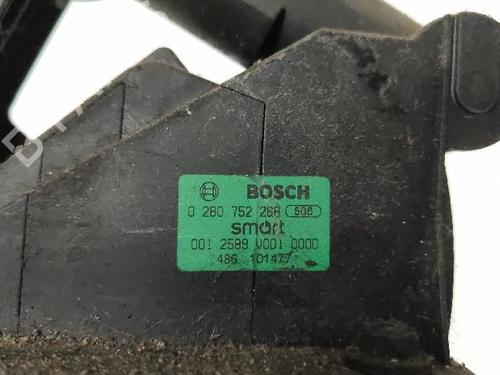 BOSCH
0 280 752 268 506
smart
001 2589 V001 0000
486 101477